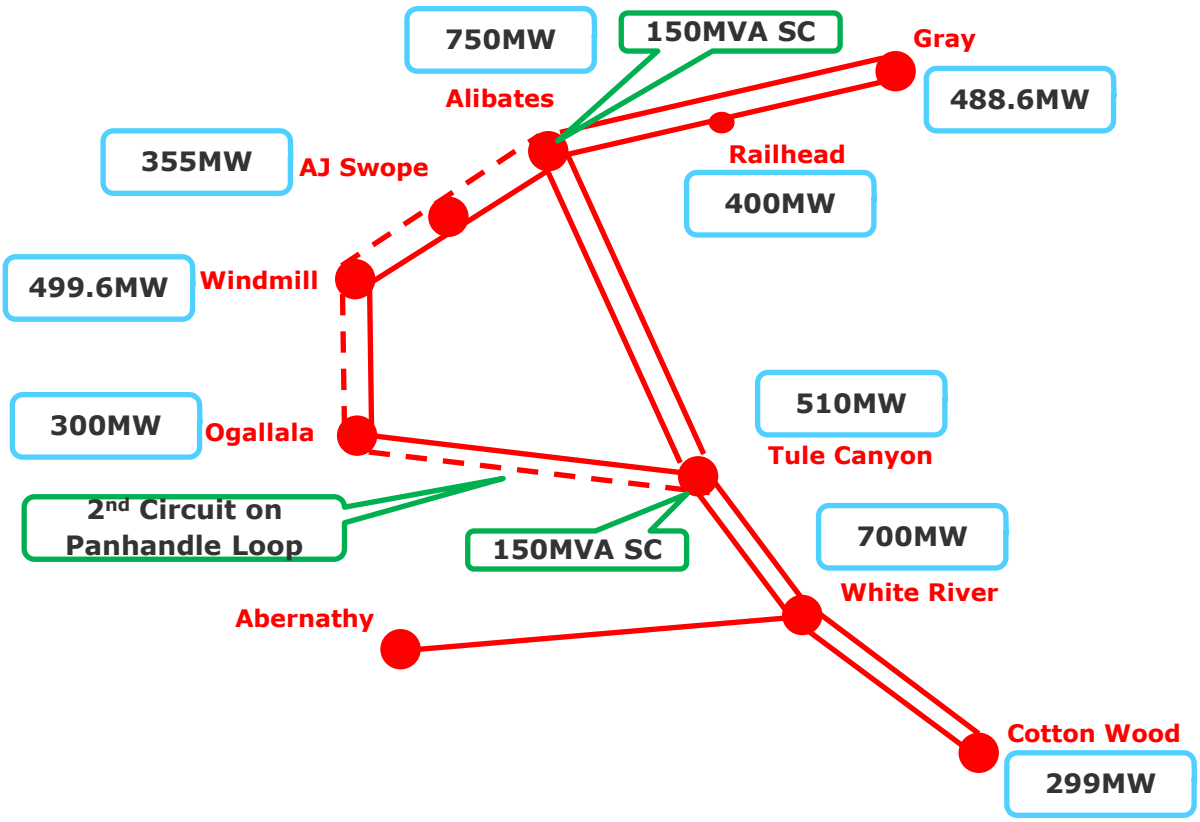 750MW
150MVA SC
Gray
Alibates
488.6MW
355MW
AJ Swope
Railhead
400MW
499.6MW
Windmill
300MW
Ogallala
510MW
Tule Canyon
2nd Circuit on
Panhandle Loop
150MVA SC
700MW
White River
Abernathy
Cotton Wood
299MW